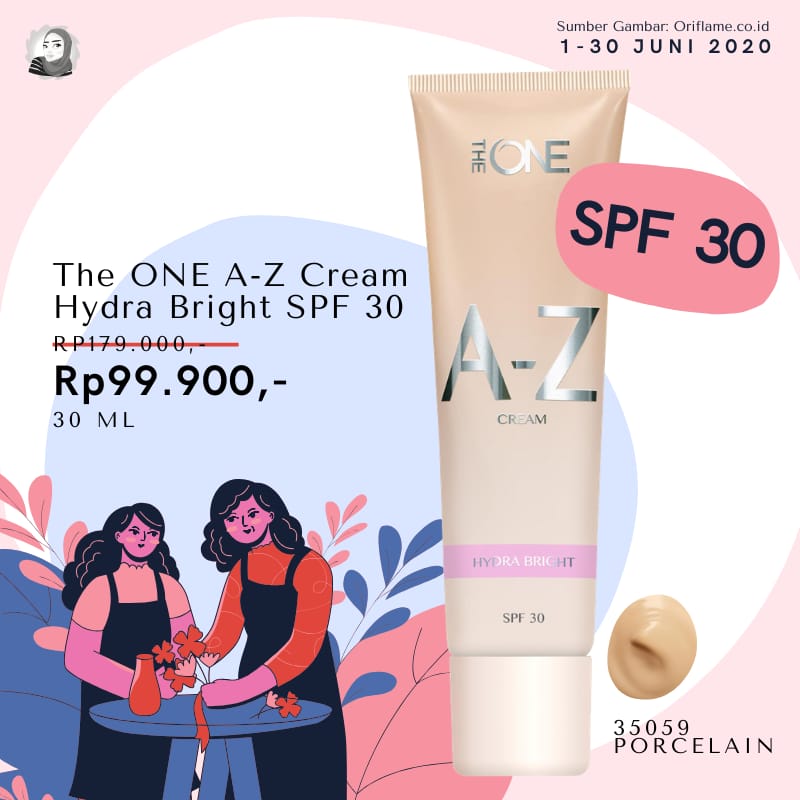 Sumber Gambar: Oriflame.co.id
1-30 JUNI 2020
THE ONE
SPF 30
The ONE A-Z Cream
Hydra Bright SPF 30
RP179.000,-
Rp99.900,-
30 ML
A-Z
CREAM
HYDRA BRIGHT
SPF 30
35059
PORCELAIN